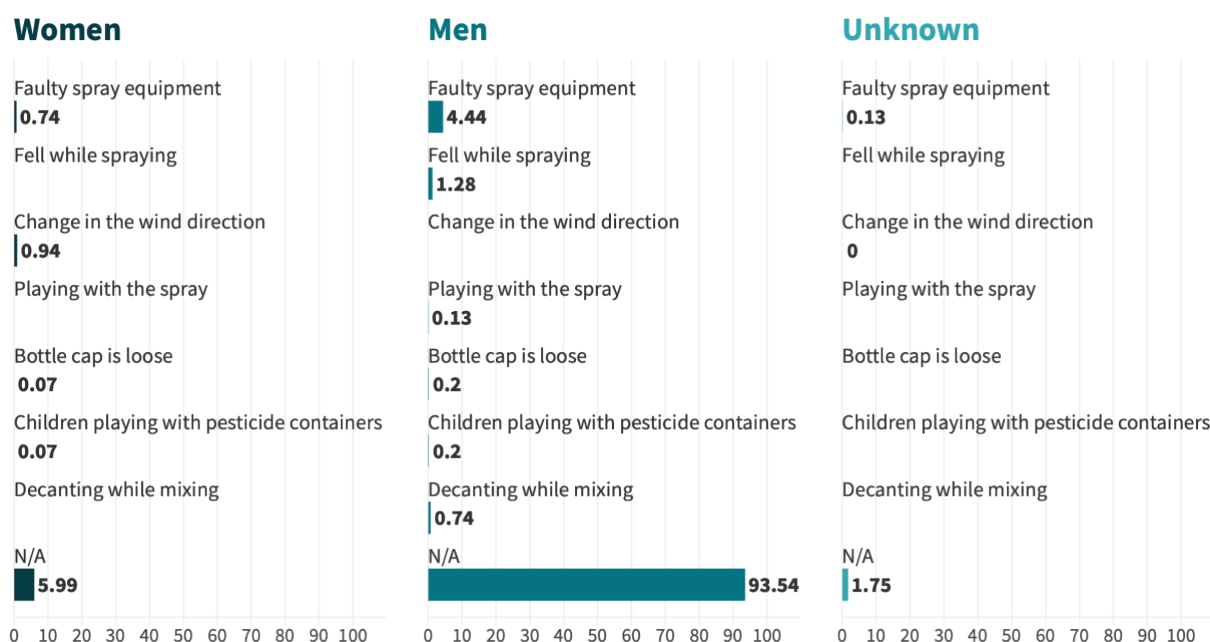 Women
Faulty spray equipment
0.74
Fell while spraying
Change in the wind direction
0.94
Playing with the spray
Bottle cap is loose
0.07
Children playing with pesticide containers
0.07
Decanting while mixing
N/A
5.99
0 10 20 30 40 50 60 70 80 90 100
Men
Faulty spray equipment
4.44
Fell while spraying
1.28
Change in the wind direction
Playing with the spray
0.13
Bottle cap is loose
0.2
Children playing with pesticide containers
0.2
Decanting while mixing
0.74
N/A
93.54
0 10 20 30 40 50 60 70 80 90 100
Unknown
Faulty spray equipment
0.13
Fell while spraying
Change in the wind direction
0
Playing with the spray
Bottle cap is loose
Children playing with pesticide containers
Decanting while mixing
N/A
1.75
0 10 20 30 40 50 60 70 80 90 100